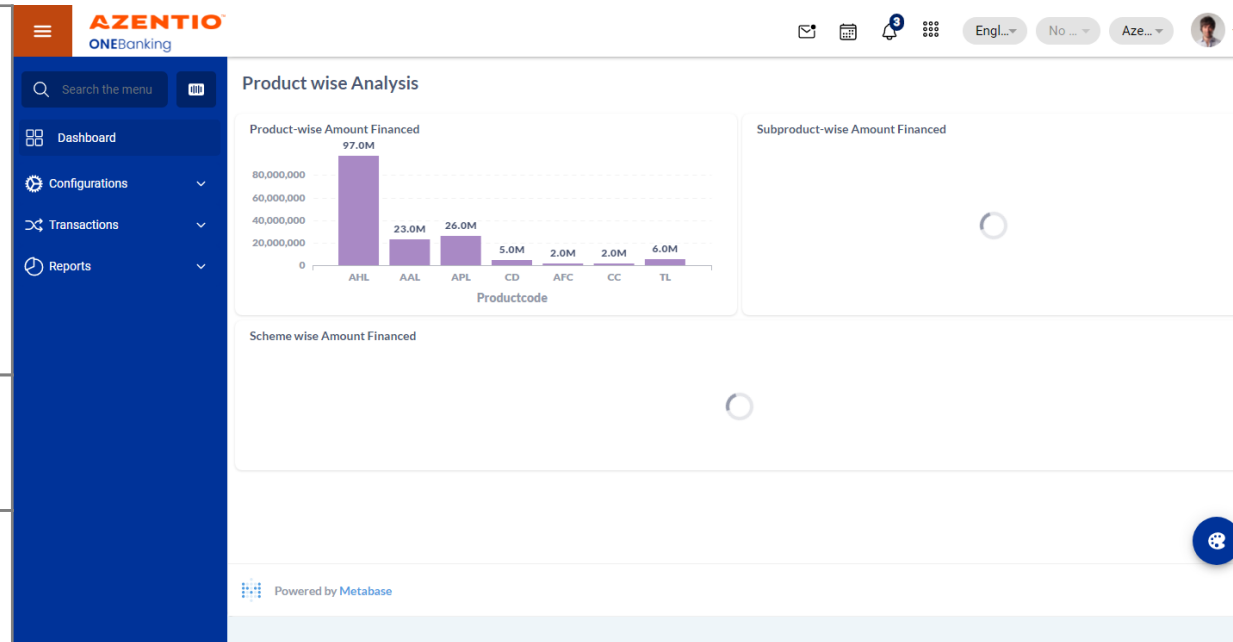 AZENTIO
ONEBanking
3
Engl...
No ...
Aze...
Search the menu
Dashboard
Configurations
Transactions
Reports
Product wise Analysis
Product-wise Amount Financed
97.0M
80,000,000
60,000,000
40,000,000
20,000,000
0
23.0M
26.0M
5.0M
2.0M
2.0M
6.0M
AHL AAL APL CD AFC CC TL
Productcode
Subproduct-wise Amount Financed
Scheme wise Amount Financed
Powered by Metabase